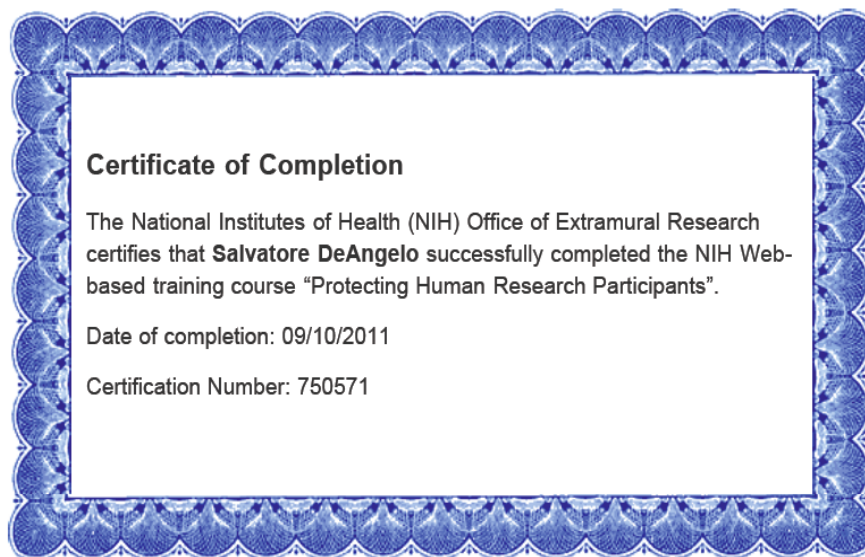 Certificate of Completion
The National Institutes of Health (NIH) Office of Extramural Research
certifies that Salvatore DeAngelo successfully completed the NIH Web-
based training course “Protecting Human Research Participants”.
Date of completion: 09/10/2011
Certification Number: 750571